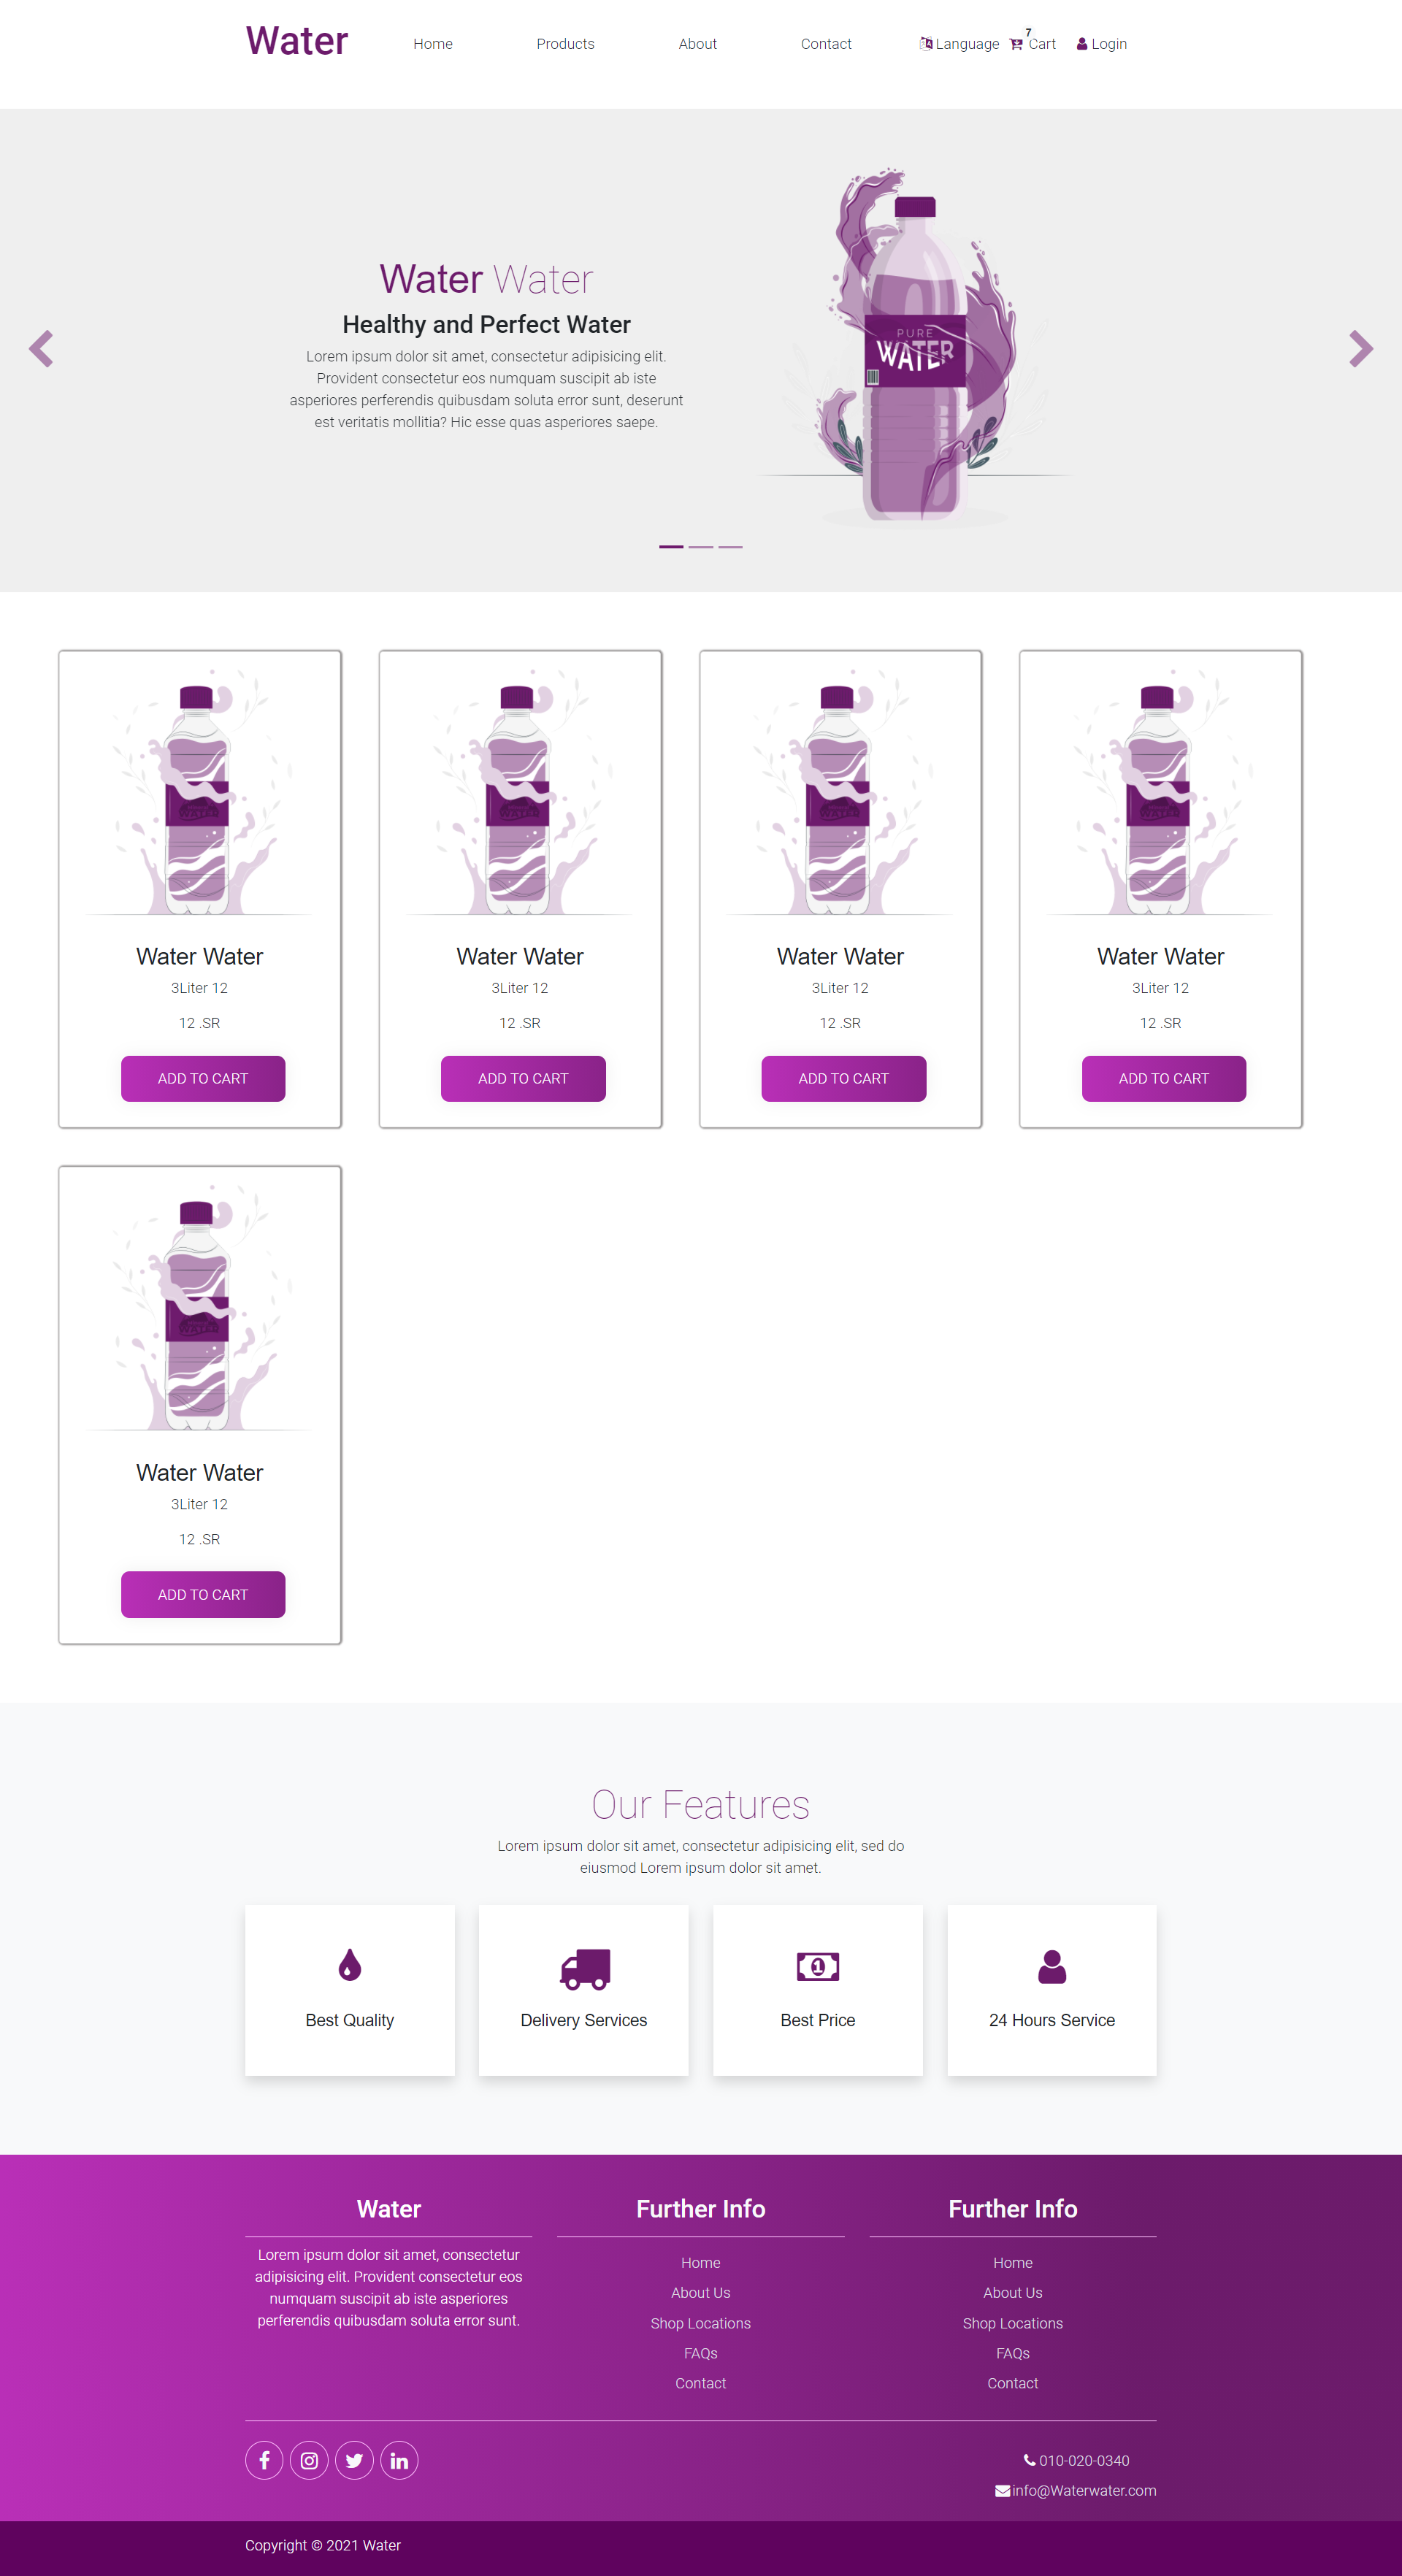 Water
Home
Products
About
Contact
Language
7
Cart
Login
Water Water
Healthy and Perfect Water
Lorem ipsum dolor sit amet, consectetur adipisicing elit.
Provident consectetur eos numquam suscipit ab iste
asperiores perferendis quibusdam soluta error sunt, deserunt
est veritatis mollitia? Hic esse quas asperiores saepe.
PURE
WATER
Water Water
3Liter 12
12 .SR
ADD TO CART
Water Water
3Liter 12
12 .SR
ADD TO CART
Water Water
3Liter 12
12 .SR
ADD TO CART
Water Water
3Liter 12
12 .SR
ADD TO CART
Water Water
3Liter 12
12 .SR
ADD TO CART
Our Features
Lorem ipsum dolor sit amet, consectetur adipisicing elit, sed do
eiusmod Lorem ipsum dolor sit amet.
Best Quality
Delivery Services
1
Best Price
24 Hours Service
Water
Lorem ipsum dolor sit amet, consectetur
adipisicing elit. Provident consectetur eos
numquam suscipit ab iste asperiores
perferendis quibusdam soluta error sunt.
Further Info
Home
About Us
Shop Locations
FAQs
Contact
Further Info
Home
About Us
Shop Locations
FAQs
Contact
010-020-0340
info@Waterwater.com
Copyright © 2021 Water